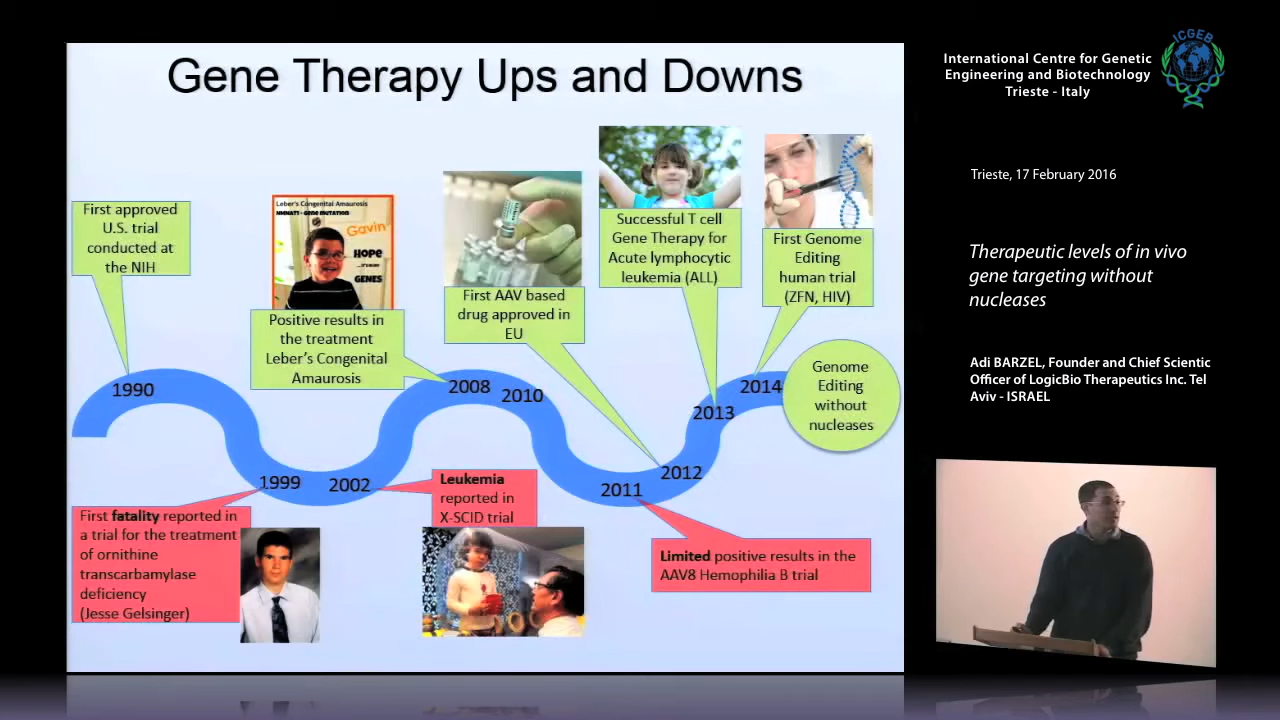 Gene Therapy Ups and Downs
First approved
U.S. trial
conducted at
the NIH
Leber's Congenital Amaurosis
NMNAT1 - GENE MUTATION
Gavin
HOPE
GENES
Positive results in
the treatment
Leber's Congenital
Amaurosis
First AAV based
drug approved in
EU
Successful T cell
Gene Therapy for
Acute lymphocytic
leukemia (ALL)
First Genome
Editing
human trial
(ZFN, HIV)
Genome
Editing
without
nucleases
1990
1999
2002
2008
2010
2011
2012
2013
2014
First fatality reported in
a trial for the treatment
of ornithine
transcarbamylase
deficiency
(Jesse Gelsinger)
Leukemia
reported in
X-SCID trial
Limited positive results in the
AAV8 Hemophilia B trial
International Centre for Genetic
Engineering and Biotechnology
Trieste - Italy
ICGEB
Trieste, 17 February 2016
Therapeutic levels of in vivo
gene targeting without
nucleases
Adi BARZEL, Founder and Chief Scientic
Officer of LogicBio Therapeutics Inc. Tel
Aviv - ISRAEL